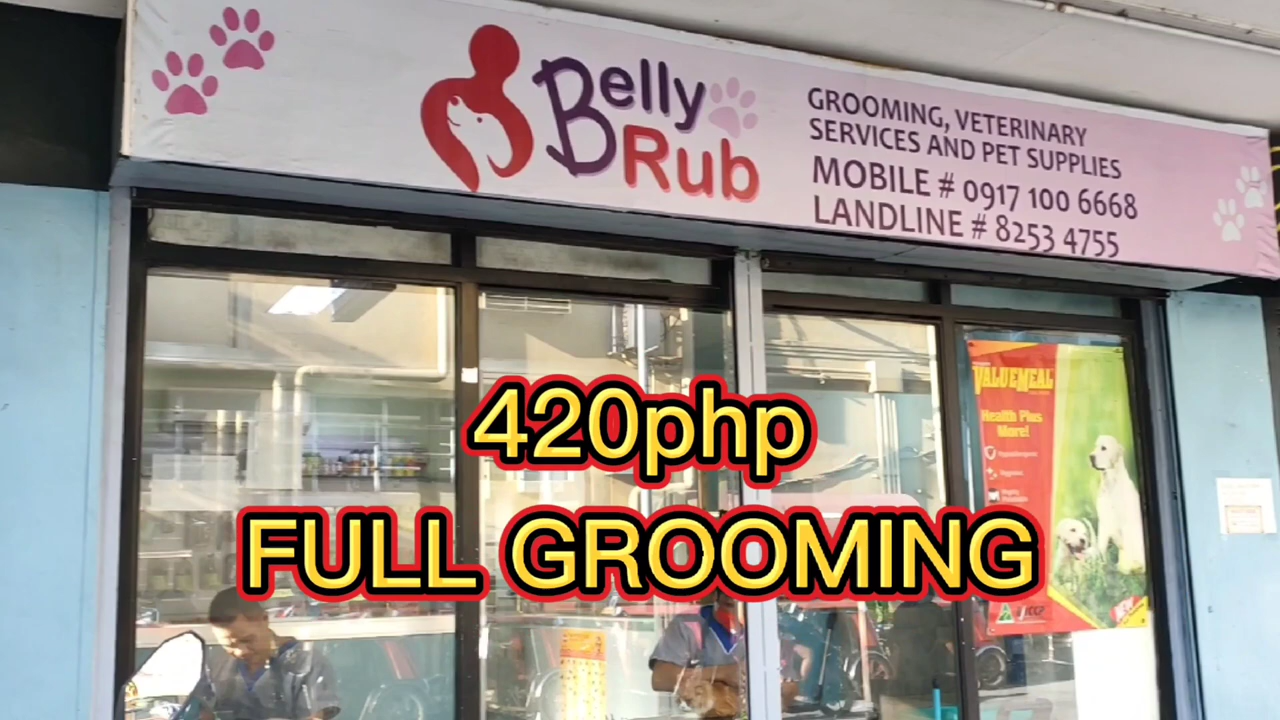 Belly
Rub
GROOMING, VETERINARY
SERVICES AND PET SUPPLIES
MOBILE # 0917 100 6668
LANDLINE # 8253 4755
VALUEMEAL
Health Plus
More!
420php
FULL GROOMING